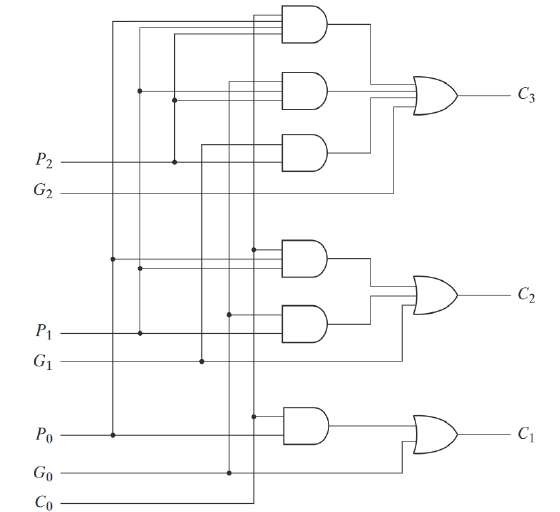 C₃
P₂
G₂
C₂
P₁
G₁
P₀
C₁
G₀
C₀